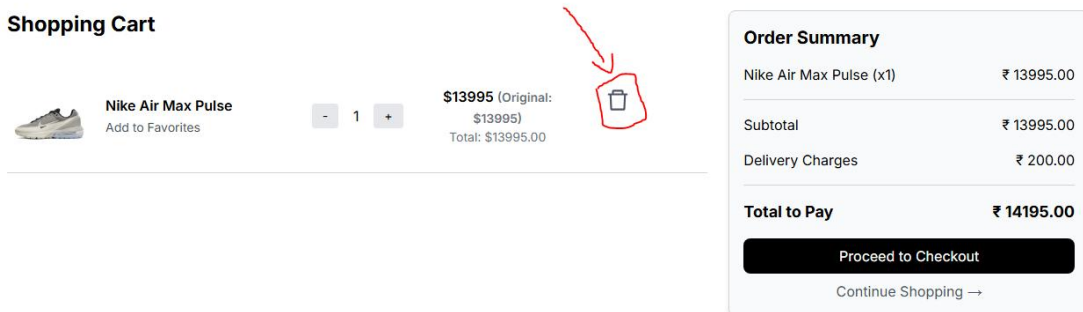 Shopping Cart
Nike Air Max Pulse
Add to Favorites
- 1 +
$13995 (Original:
$13995)
Total: $13995.00
Order Summary
Nike Air Max Pulse (x1) ₹ 13995.00
Subtotal ₹ 13995.00
Delivery Charges ₹ 200.00
Total to Pay ₹ 14195.00
Proceed to Checkout
Continue Shopping →